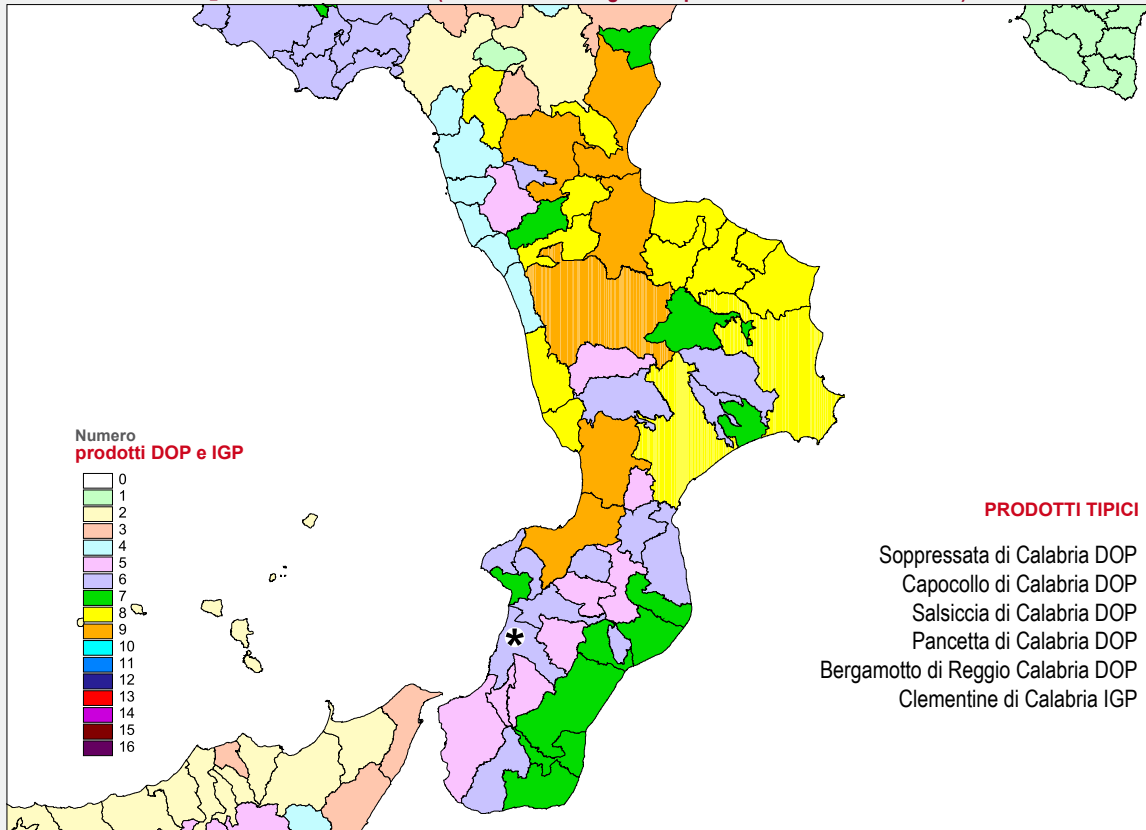 Numero
prodotti DOP e IGP
0
1
2
3
4
5
6
7
8
9
10
11
12
13
14
15
16
*
PRODOTTI TIPICI
Soppressata di Calabria DOP
Capocollo di Calabria DOP
Salsiccia di Calabria DOP
Pancetta di Calabria DOP
Bergamotto di Reggio Calabria DOP
Clementine di Calabria IGP